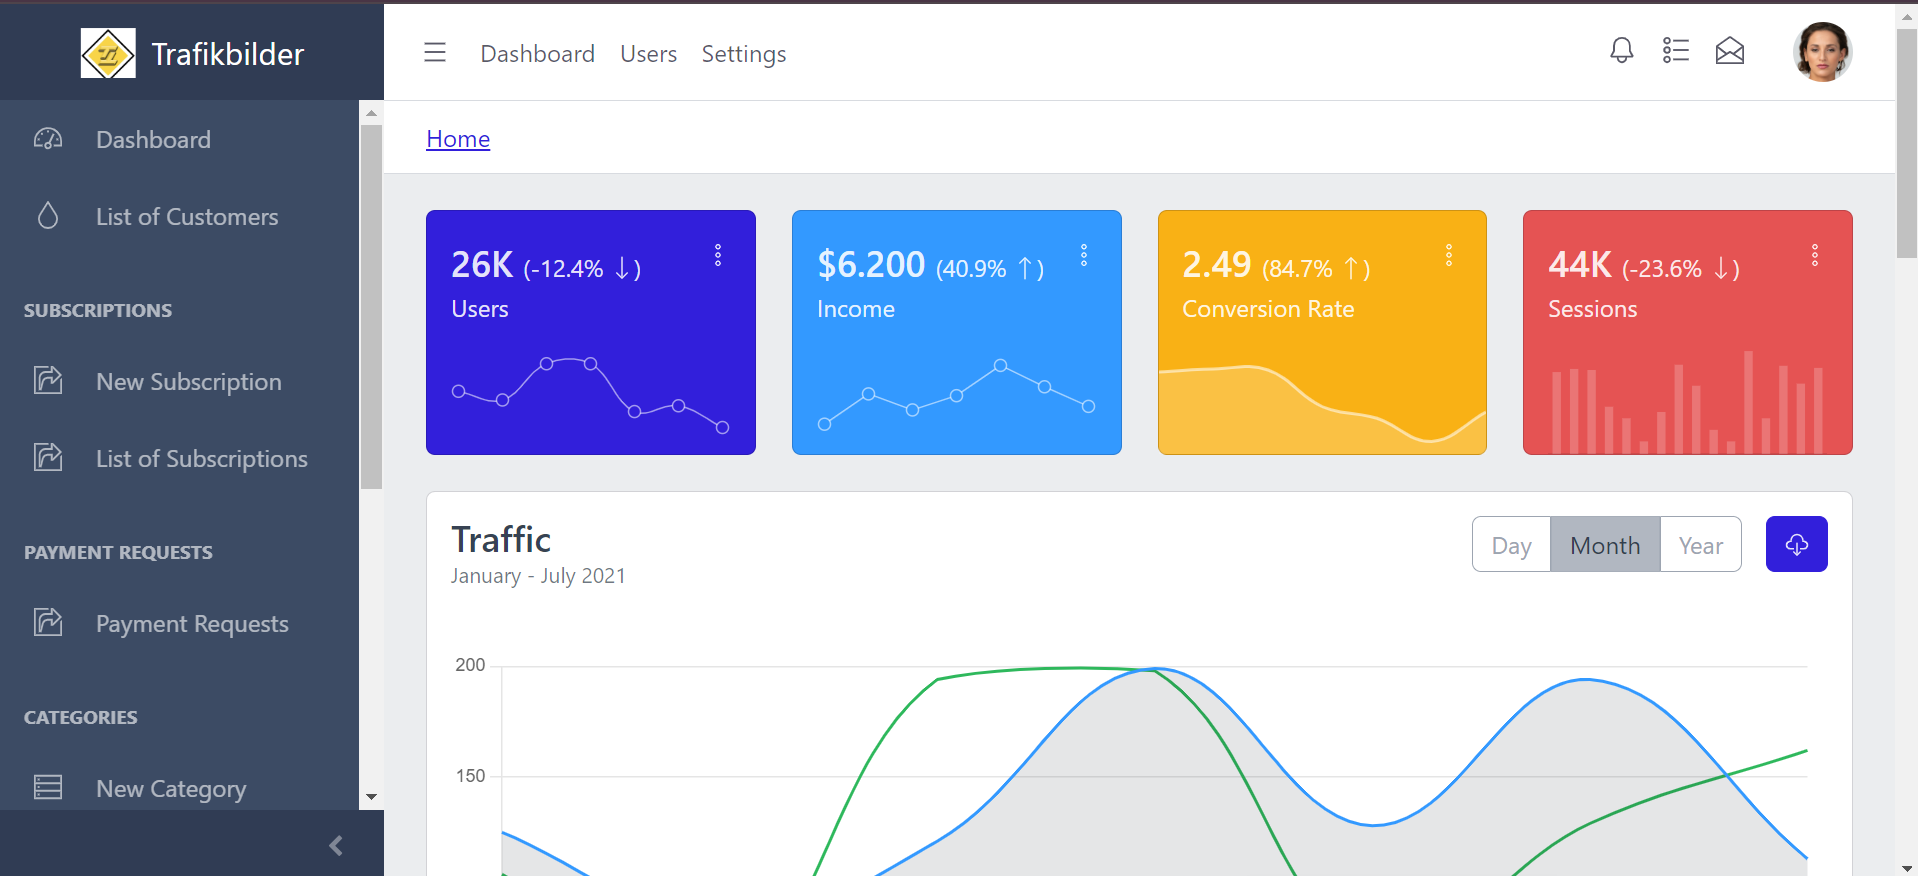 Trafikbilder
Dashboard Users Settings
Home
Dashboard
List of Customers
SUBSCRIPTIONS
New Subscription
List of Subscriptions
PAYMENT REQUESTS
Payment Requests
CATEGORIES
New Category
26K (-12.4% ↓)
Users
$6.200 (40.9% ↑)
Income
2.49 (84.7% ↑)
Conversion Rate
44K (-23.6% ↓)
Sessions
Traffic
January - July 2021
Day Month Year
200
150